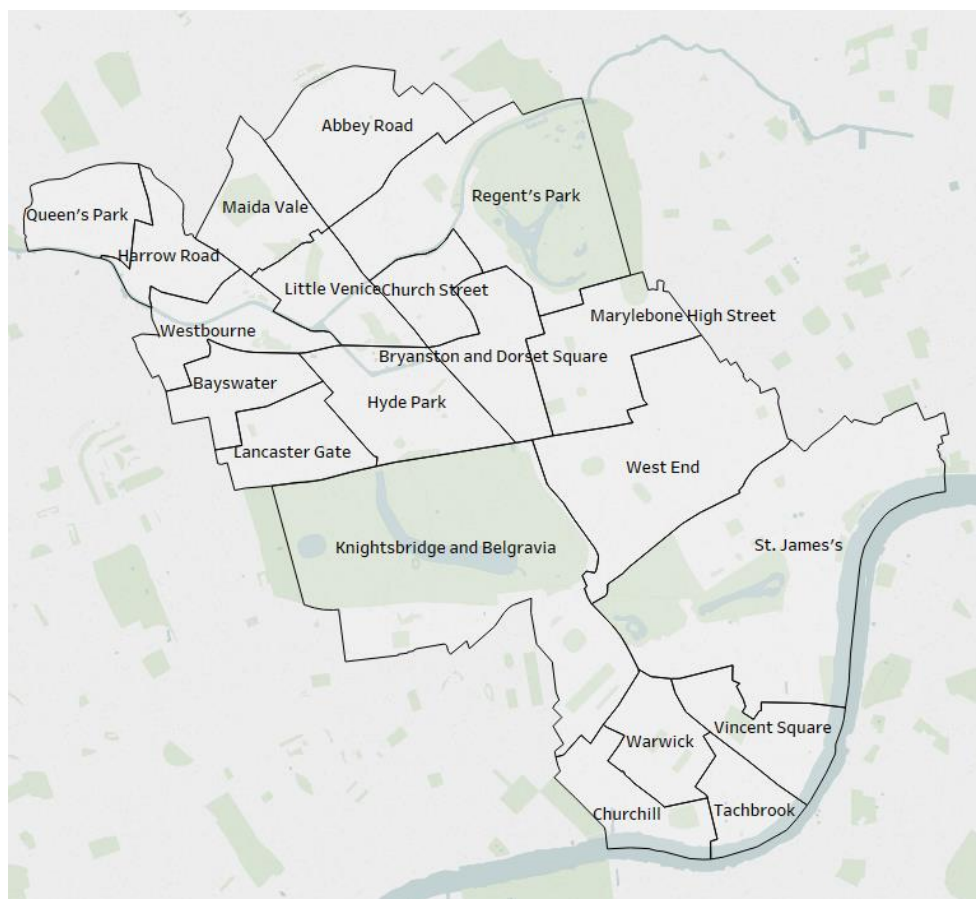 Abbey Road
Regent's Park
Maida Vale
Queen's Park
Harrow Road
Little Venice
Church Street
Marylebone High Street
Westbourne
Bryanston and Dorset Square
Bayswater
Hyde Park
Lancaster Gate
West End
St. James's
Knightsbridge and Belgravia
Vincent Square
Warwick
Churchill
Tachbrook